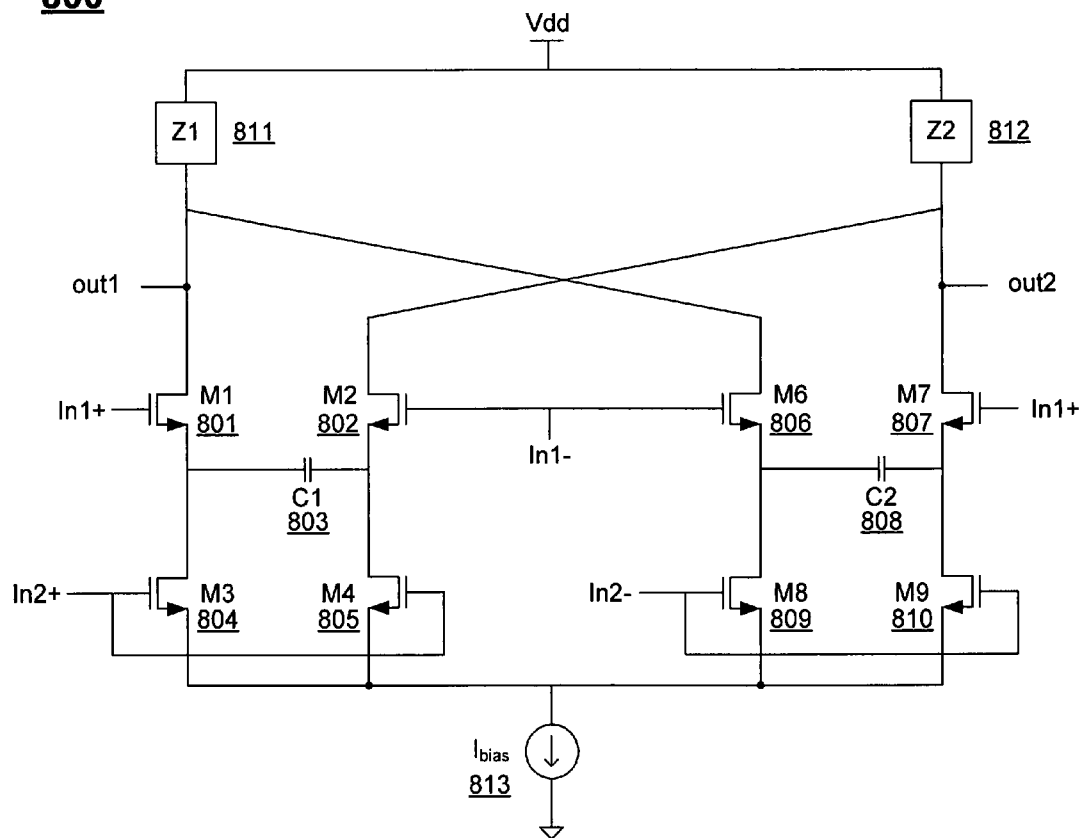 800
Vdd
Z1 811
Z2 812
out1
out2
In1+
M1
801
M2
802
In1-
M6
806
M7
807
In1+
C1
803
C2
808
In2+
M3
804
M4
805
In2-
M8
809
M9
810
Ibias
813